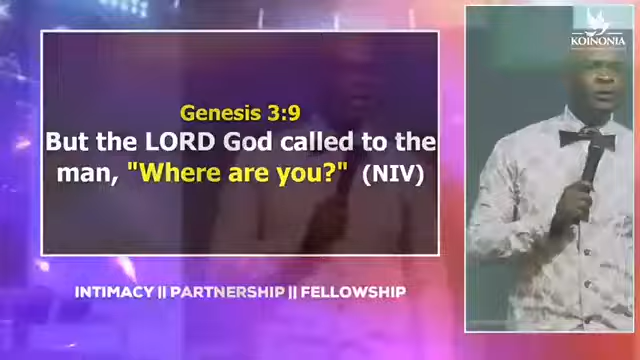 Genesis 3:9
But the LORD God called to the
man, "Where are you?" (NIV)
INTIMACY || PARTNERSHIP || FELLOWSHIP
KOINONIA